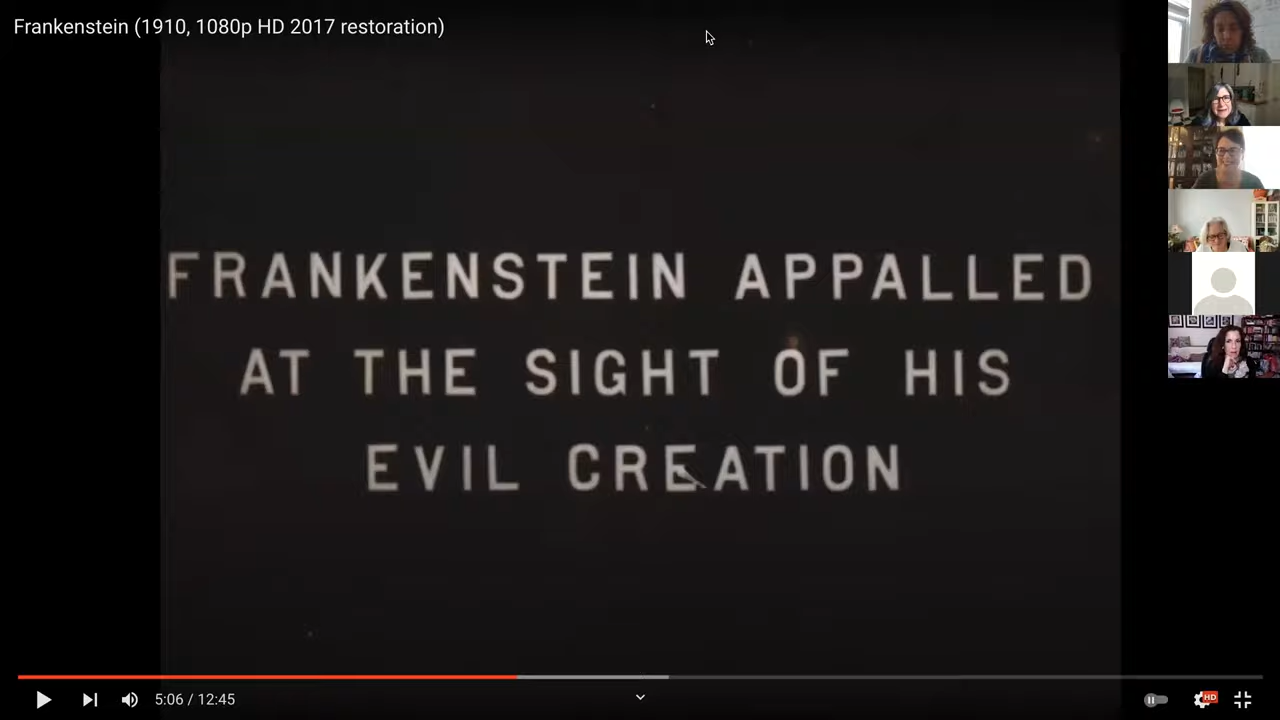 Frankenstein (1910, 1080p HD 2017 restoration)
FRANKENSTEIN APPALLED
AT THE SIGHT OF HIS
EVIL CREATION
5:06 / 12:45
HD